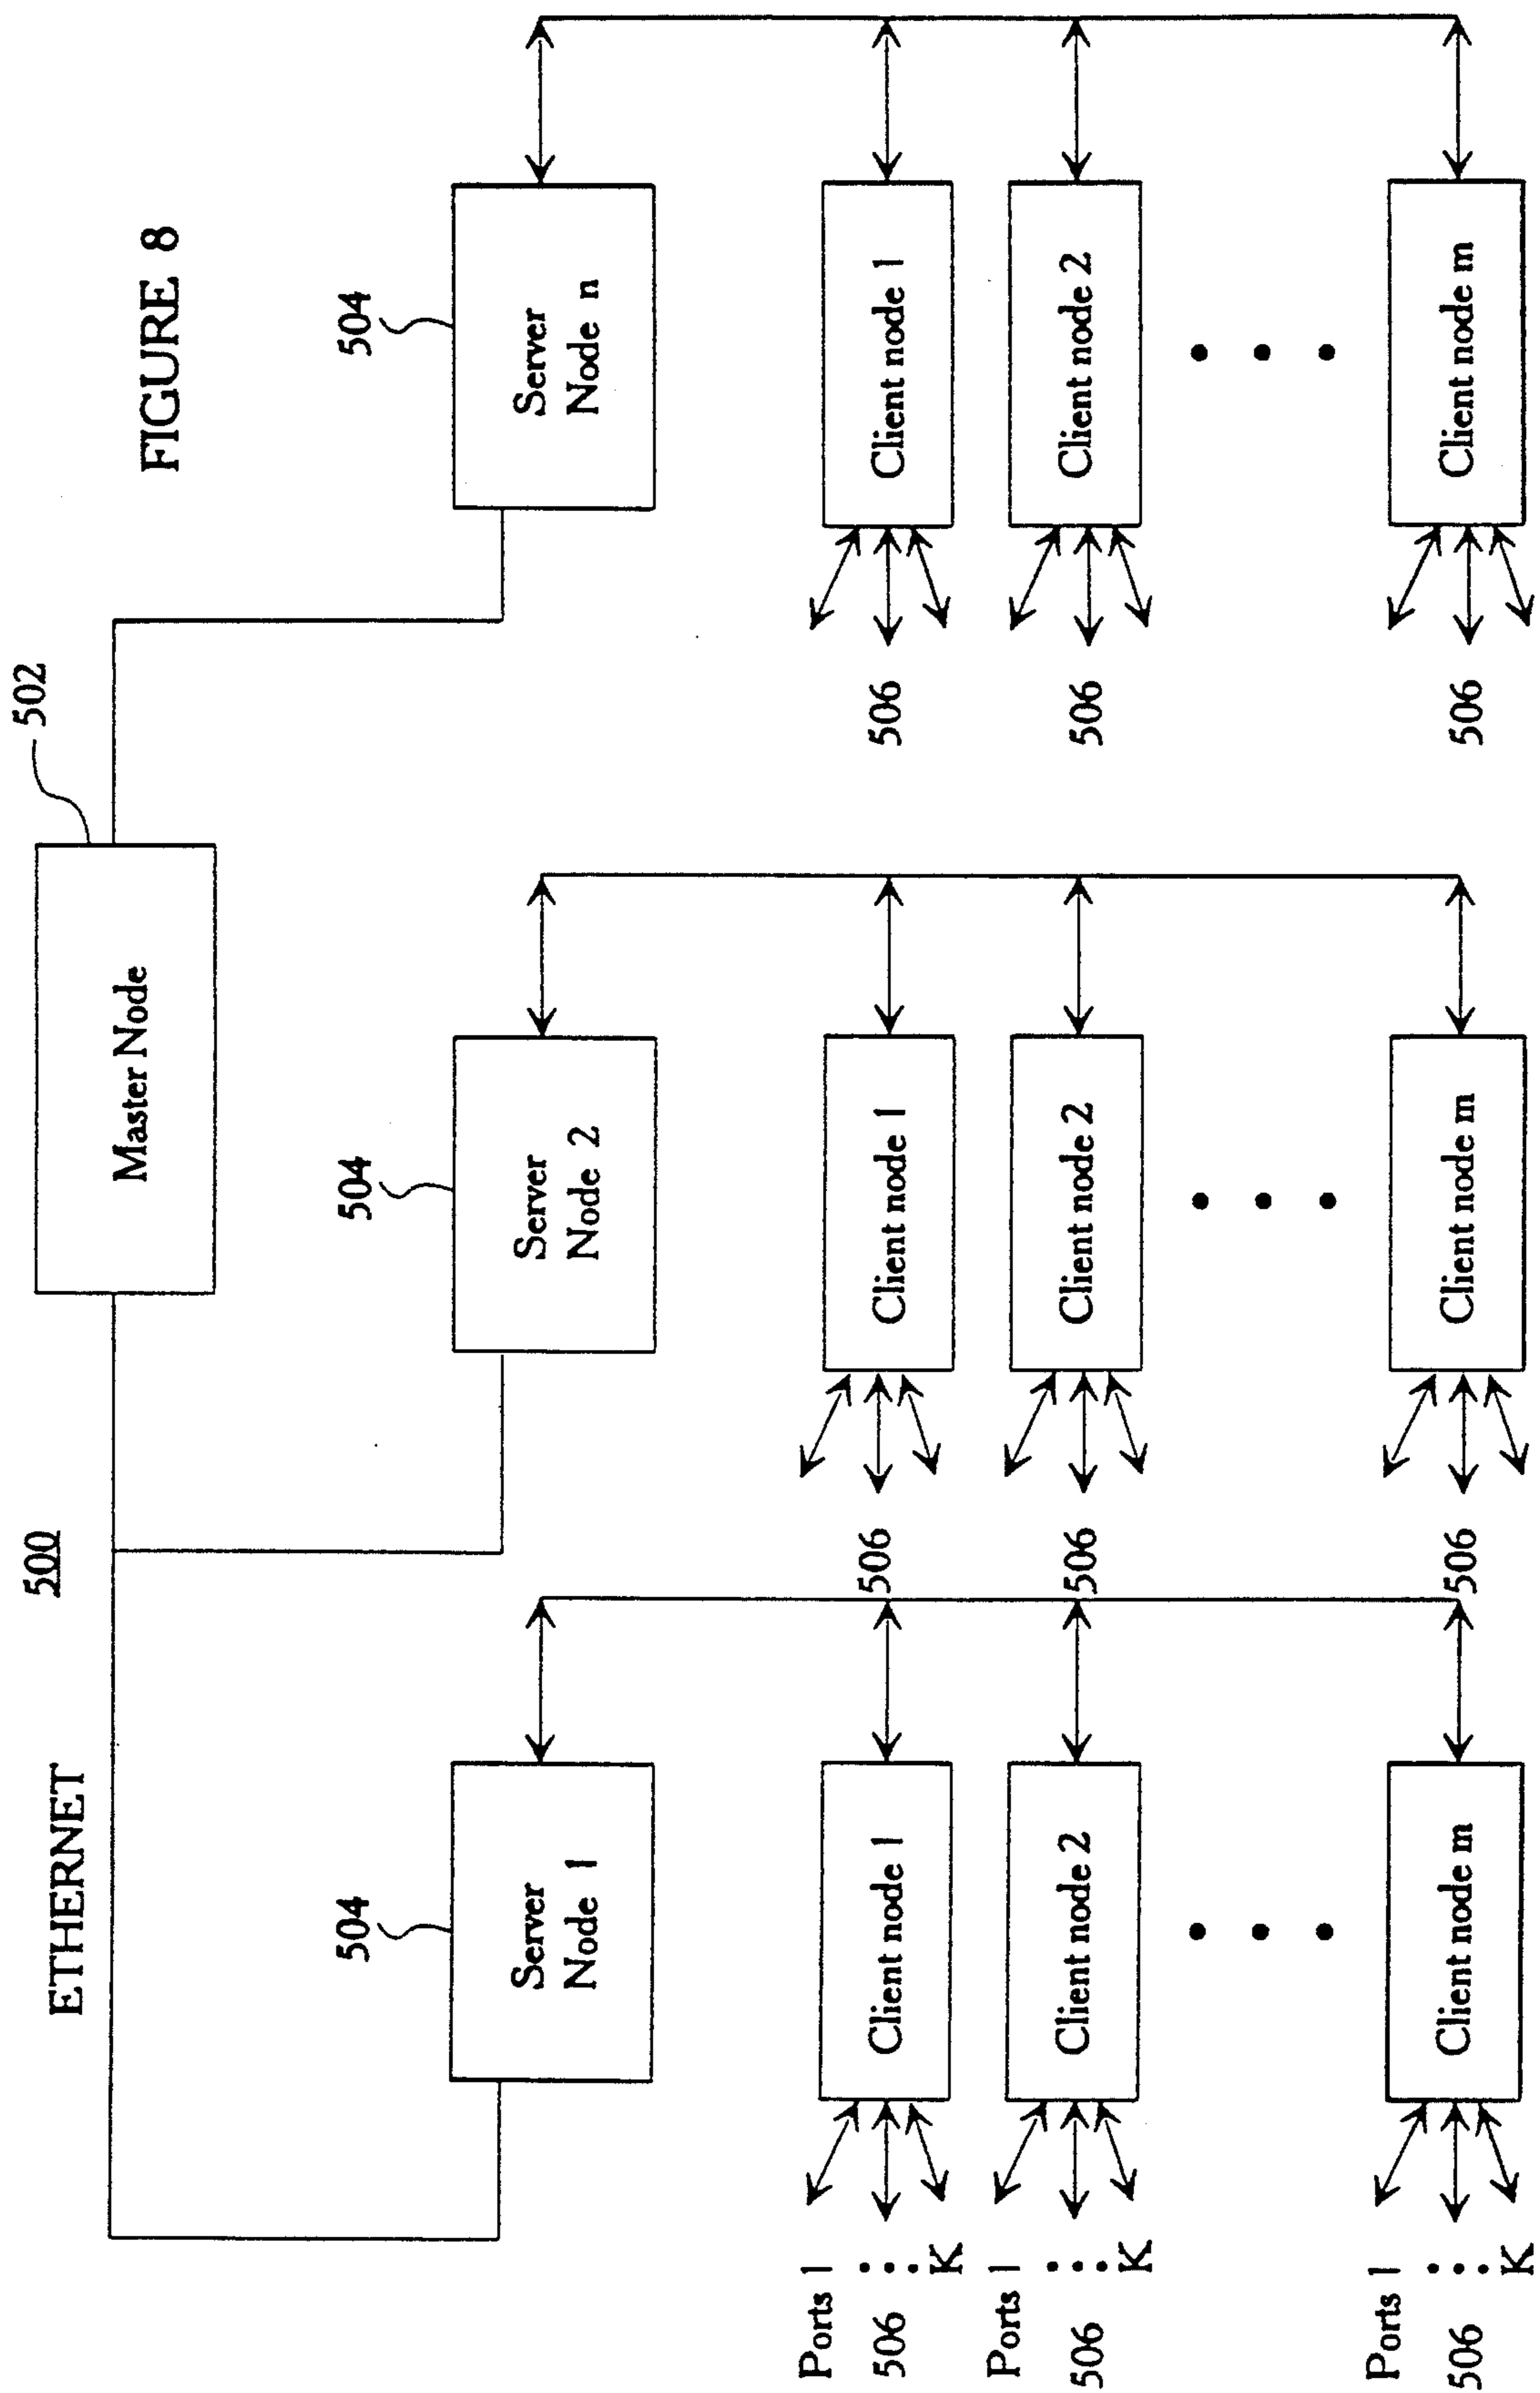 FIGURE 8
ETHERNET
500
502
Master Node
504
504
504
Server
Node 1
Server
Node 2
Server
Node n
Ports 1
506
K
Client node 1
506
Client node 1
506
Client node 1
Ports 1
506
K
Client node 2
506
Client node 2
506
Client node 2
Ports 1
506
K
Client node m
506
Client node m
506
Client node m